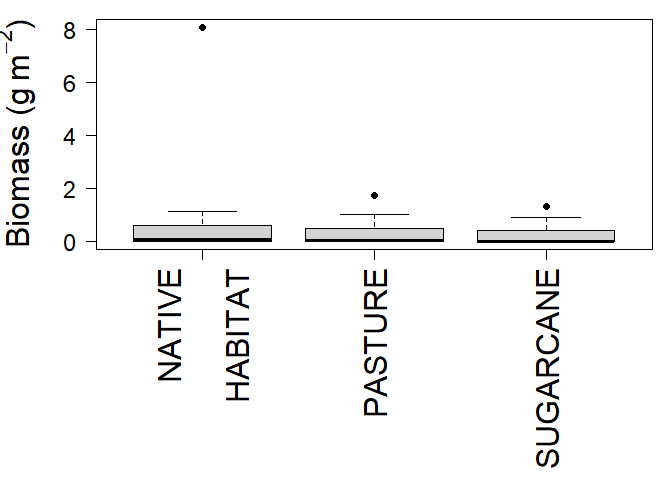 Biomass (g m⁻²)
8
6
4
2
0
NATIVE
HABITAT
PASTURE
SUGARCANE